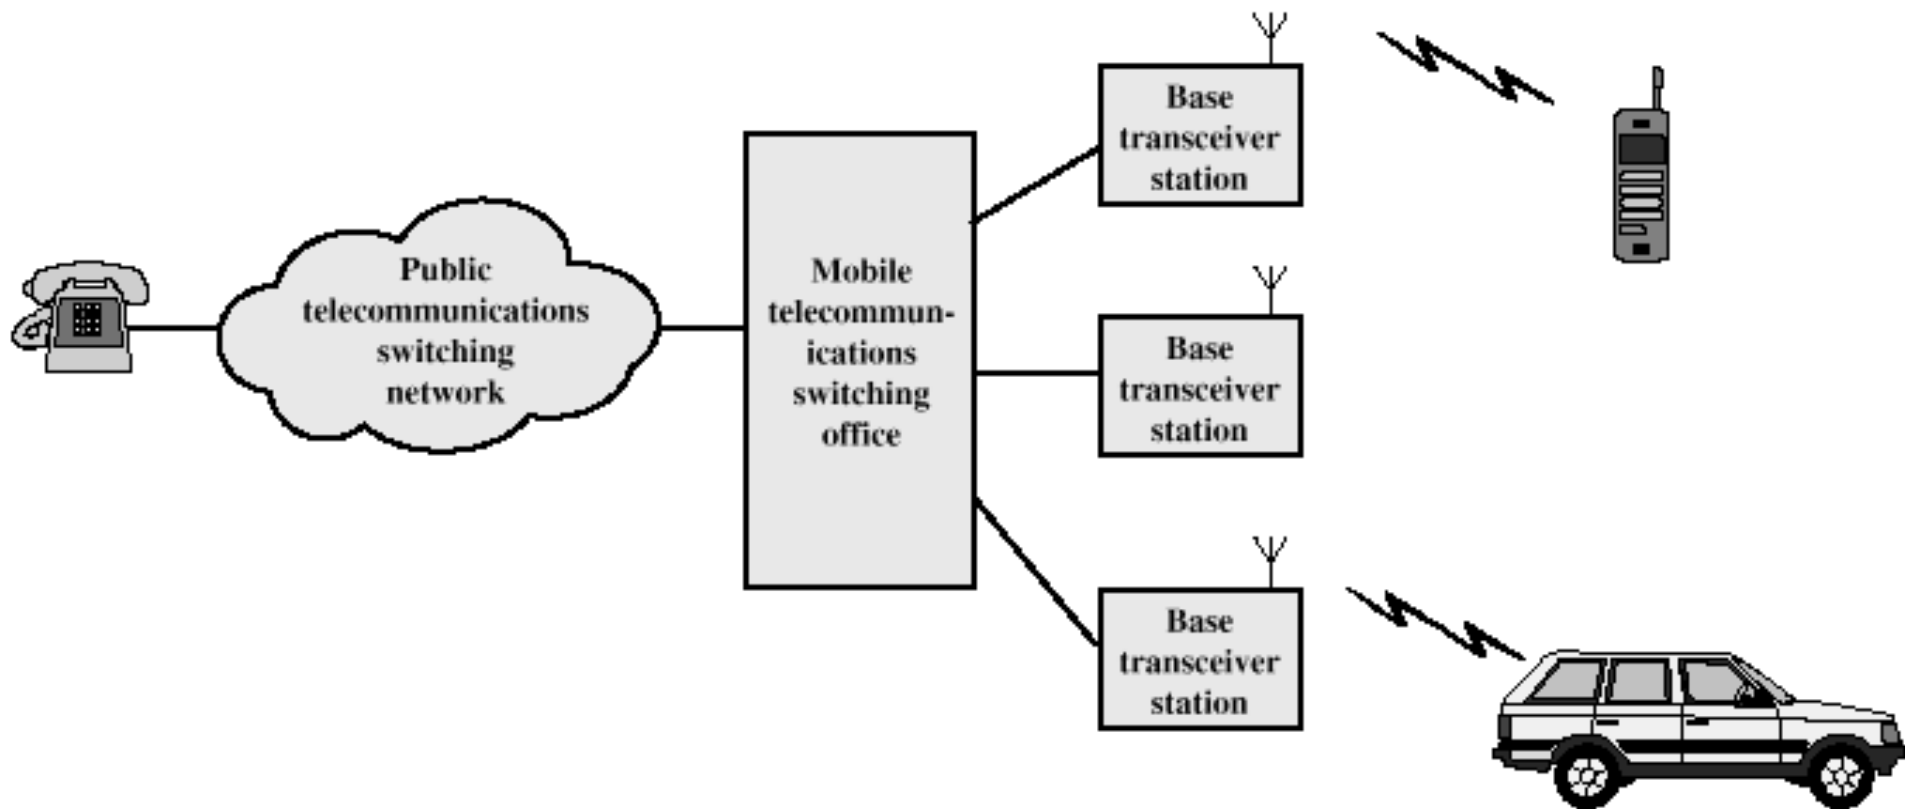 Public
telecommunications
switching
network
Mobile
telecommun-
ications
switching
office
Base
transceiver
station
Base
transceiver
station
Base
transceiver
station